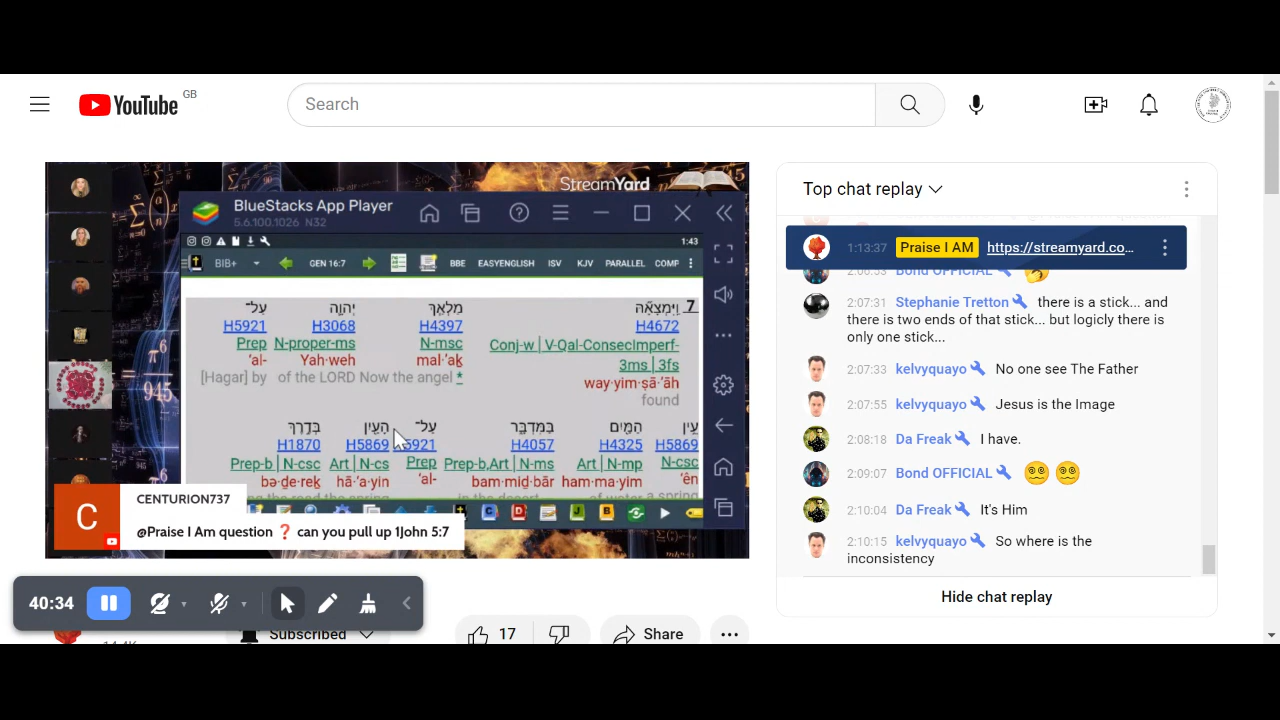 YouTube GB
Search
StreamYard
BlueStacks App Player
5.6.100.1026 N32
1:43
BIB+ GEN 16:7 BBE EASYENGLISH ISV KJV PARALLEL COMP
7 וַֽיִּמְצָאָ֞הּ מַלְאַ֧ךְ יְהוָ֛ה עַל־
H4672 H4397 H3068 H5921
Conj-w | V-Qal-ConsecImperf- N-msc N-proper-ms Prep
3ms | 3fs mal·’aḵ Yah·weh ‘al-
way·yim·ṣā·’āh
found
[Hagar] by of the LORD Now the angel *
עֵ֥ין הַמַּ֖יִם בַּמִּדְבָּ֑ר עַל־ הָעַ֖יִן בְּדֶ֥רֶךְ
H5869 H4325 H4057 5921 H5869 H1870
N-csc Art | N-mp Prep-b,Art | N-ms Prep Art | N-cs Prep-b | N-csc
‘ên ham·ma·yim bam·miḏ·bār ‘al- hā·‘a·yin bə·ḏe·reḵ
a spring of water in the desert
C
CENTURION737
@Praise I Am question ❓ can you pull up 1John 5:7
40:34
Subscribed
17
Share
Top chat replay
1:13:37 Praise I AM https://streamyard.co...
2:06:53 Bond OFFICIAL
2:07:31 Stephanie Tretton there is a stick... and
there is two ends of that stick... but logicly there is
only one stick...
2:07:33 kelvyquayo No one see The Father
2:07:55 kelvyquayo Jesus is the Image
2:08:18 Da Freak I have.
2:09:07 Bond OFFICIAL
2:10:04 Da Freak It's Him
2:10:15 kelvyquayo So where is the
inconsistency
Hide chat replay